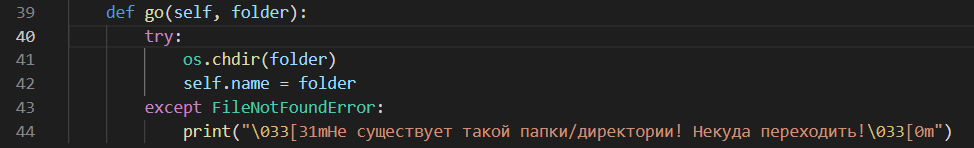 39 def go(self, folder):
40 try:
41 os.chdir(folder)
42 self.name = folder
43 except FileNotFoundError:
44 print("\033[31mНе существует такой папки/директории! Некуда переходить!\033[0m")